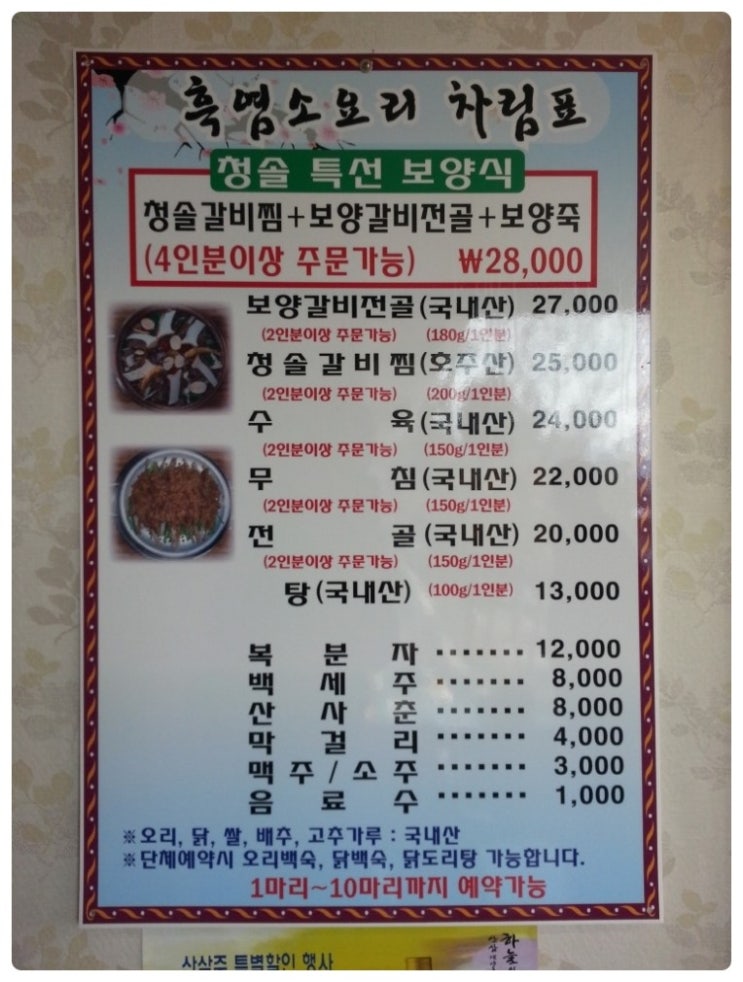 흑염소요리 차림표
청솔 특선 보양식
청솔갈비찜+보양갈비전골+보양죽
(4인분이상 주문가능) ₩28,000
보양갈비전골(국내산) 27,000
(2인분이상 주문가능) (180g/1인분)
청솔갈비찜(호주산) 25,000
(2인분이상 주문가능) (200g/1인분)
수 육(국내산) 24,000
(2인분이상 주문가능) (150g/1인분)
무 침(국내산) 22,000
(2인분이상 주문가능) (150g/1인분)
전 골(국내산) 20,000
(2인분이상 주문가능) (150g/1인분)
탕(국내산) (100g/1인분) 13,000
복 분 자 ······· 12,000
백 세 주 ······· 8,000
산 사 춘 ······· 8,000
막 걸 리 ······· 4,000
맥 주 / 소 주 ······· 3,000
음 료 수 ······· 1,000
※오리, 닭, 쌀, 배추, 고추가루 : 국내산
※단체예약시 오리백숙, 닭백숙, 닭도리탕 가능합니다.
1마리~10마리까지 예약가능
산삼주 특별할인 행사
하늘